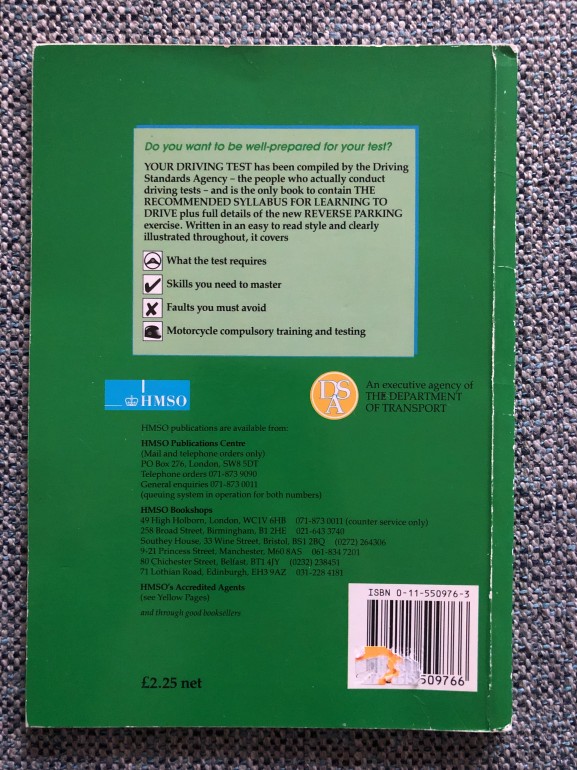 Do you want to be well-prepared for your test?
YOUR DRIVING TEST has been compiled by the Driving
Standards Agency – the people who actually conduct
driving tests – and is the only book to contain THE
RECOMMENDED SYLLABUS FOR LEARNING TO
DRIVE plus full details of the new REVERSE PARKING
exercise. Written in an easy to read style and clearly
illustrated throughout, it covers
What the test requires
Skills you need to master
Faults you must avoid
Motorcycle compulsory training and testing
HMSO
DSA
An executive agency of
THE DEPARTMENT
OF TRANSPORT
HMSO publications are available from:
HMSO Publications Centre
(Mail and telephone orders only)
PO Box 276, London, SW8 5DT
Telephone orders 071-873 9090
General enquiries 071-873 0011
(queuing system in operation for both numbers)
HMSO Bookshops
49 High Holborn, London, WC1V 6HB 071-873 0011 (counter service only)
258 Broad Street, Birmingham, B1 2HE 021-643 3740
Southey House, 33 Wine Street, Bristol, BS1 2BQ (0272) 264306
9-21 Princess Street, Manchester, M60 8AS 061-834 7201
80 Chichester Street, Belfast, BT1 4JY (0232) 238451
71 Lothian Road, Edinburgh, EH3 9AZ 031-228 4181
HMSO's Accredited Agents
(see Yellow Pages)
and through good booksellers
ISBN 0-11-550976-3
509766
£2.25 net